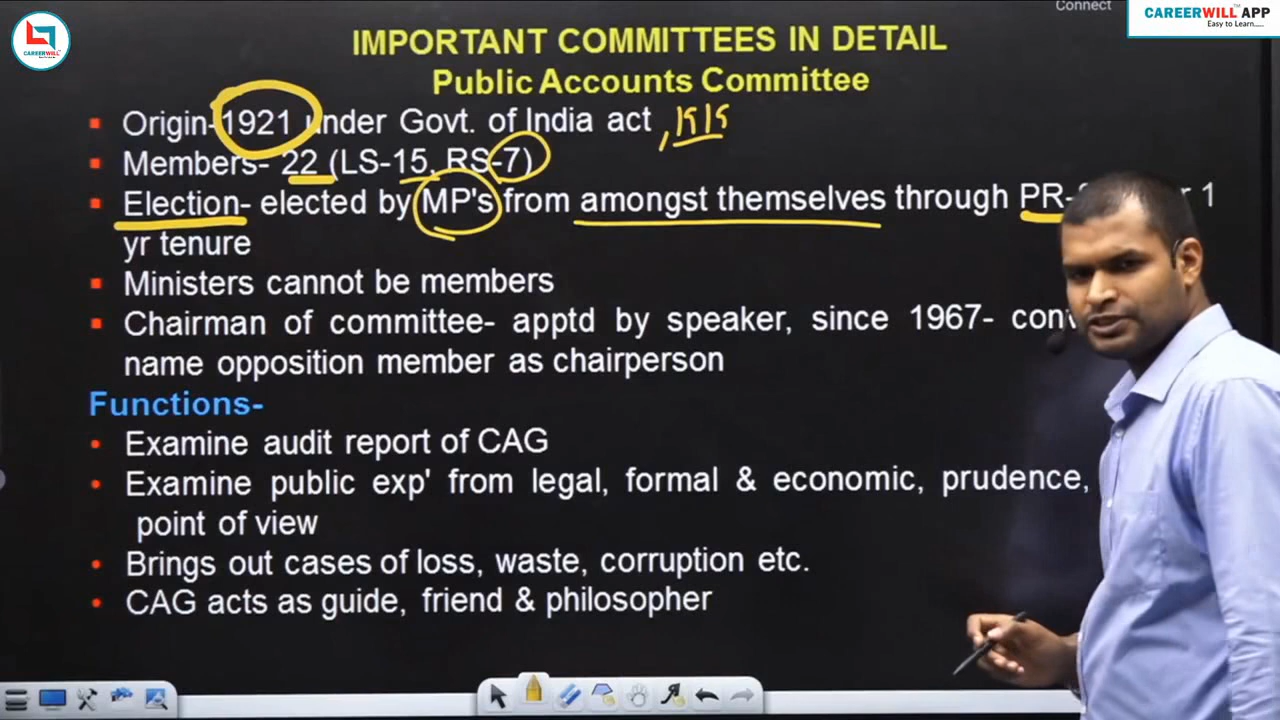 Connect
CAREERWILL APP
Easy to Learn.....
CAREERWILL
IMPORTANT COMMITTEES IN DETAIL
Public Accounts Committee
Origin- 1921 under Govt. of India act , 1919
Members- 22 (LS-15, RS-7)
Election- elected by MP's from amongst themselves through PR- 1
yr tenure
Ministers cannot be members
Chairman of committee- apptd by speaker, since 1967-
name opposition member as chairperson
Functions-
Examine audit report of CAG
Examine public exp' from legal, formal & economic, prudence,
point of view
Brings out cases of loss, waste, corruption etc.
CAG acts as guide, friend & philosopher